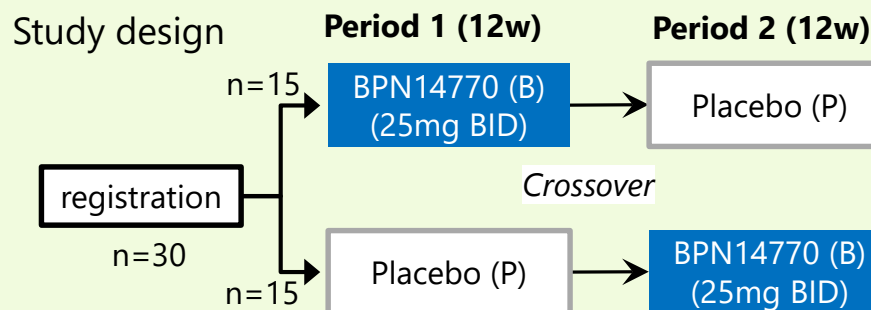 Study design
Period 1 (12w)
Period 2 (12w)
n=15
BPN14770 (B)
(25mg BID)
Placebo (P)
registration
Crossover
n=30
n=15
Placebo (P)
BPN14770 (B)
(25mg BID)